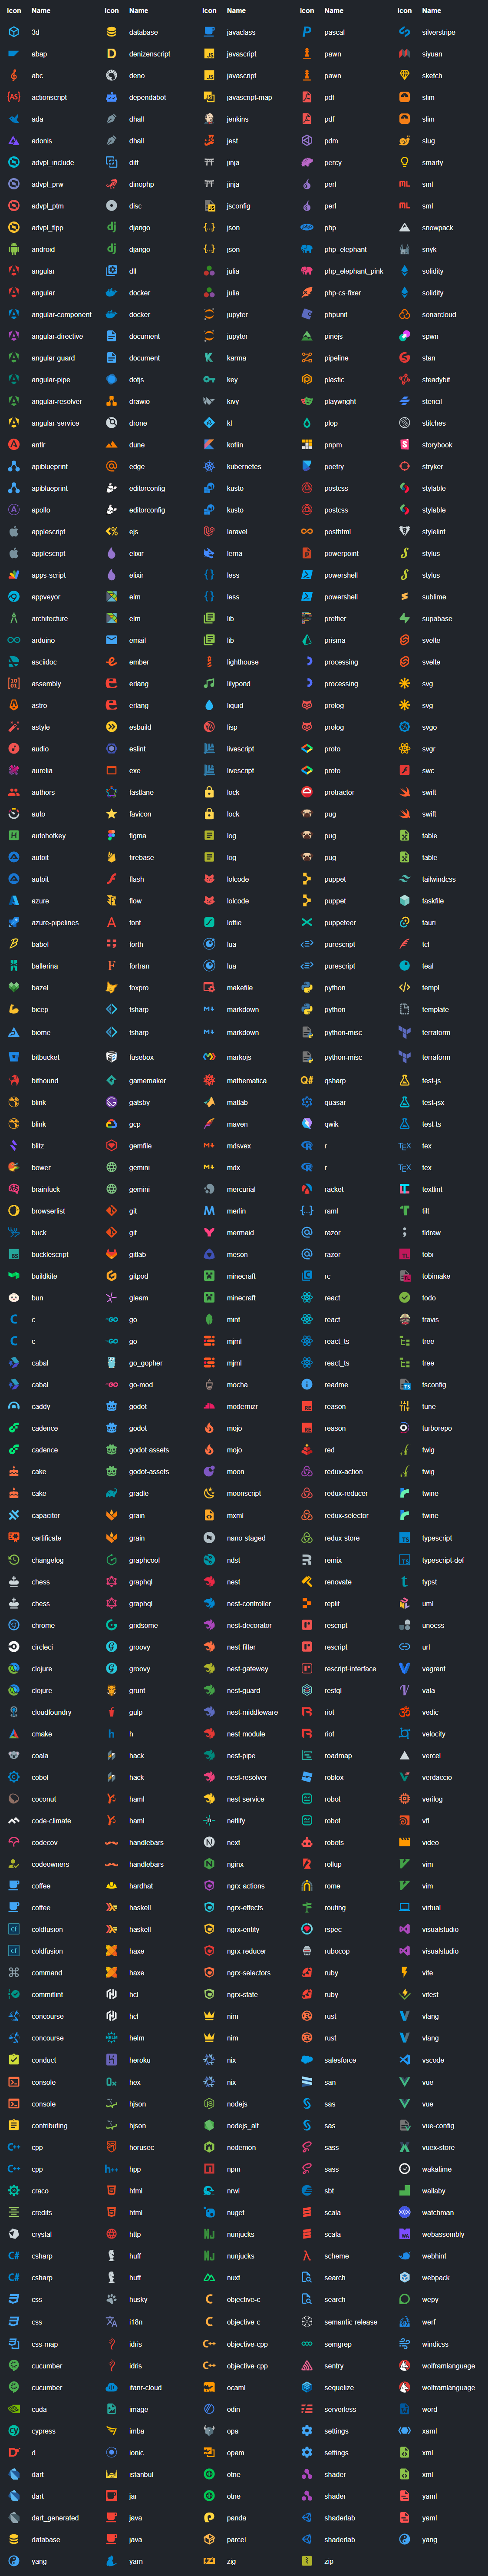 Icon Name Icon Name Icon Name Icon Name Icon Name
3d database javaclass pascal silverstripe
abap denizenscript javascript pawn siyuan
abc deno javascript pawn sketch
actionscript dependabot javascript-map pdf slim
ada dhall jenkins pdf slim
adonis dhall jest pdm slug
advpl_include diff jinja percy smarty
advpl_prw dinophp jinja perl sml
advpl_ptm disc jsconfig perl sml
advpl_tlpp django json php snowpack
android django json php_elephant snyk
angular dll julia php_elephant_pink solidity
angular docker julia php-cs-fixer solidity
angular-component docker jupyter phpunit sonarcloud
angular-directive document jupyter pinejs spwn
angular-guard document karma pipeline stan
angular-pipe dotjs key plastic steadybit
angular-resolver drawio kivy playwright stencil
angular-service drone kl plop stitches
antlr dune kotlin pnpm storybook
apiblueprint edge kubernetes poetry stryker
apiblueprint editorconfig kusto postcss stylable
apollo editorconfig kusto postcss stylable
applescript ejs laravel posthtml stylelint
applescript elixir lerna powerpoint stylus
apps-script elixir less powershell stylus
appveyor elm less powershell sublime
architecture elm lib prettier supabase
arduino email lib prisma svelte
asciidoc ember lighthouse processing svelte
assembly erlang lilypond processing svg
astro erlang liquid prolog svg
astyle esbuild lisp prolog svgo
audio eslint livescript proto svgr
aurelia exe livescript proto swc
authors fastlane lock protractor swift
auto favicon lock pug swift
autohotkey figma log pug table
autoit firebase log pug table
autoit flash lolcode puppet tailwindcss
azure flow lolcode puppet taskfile
azure-pipelines font lottie puppeteer tauri
babel forth lua purescript tcl
ballerina fortran lua purescript teal
bazel foxpro makefile python templ
bicep fsharp markdown python template
biome fsharp markdown python-misc terraform
bitbucket fusebox markojs python-misc terraform
bithound gamemaker mathematica qsharp test-js
blink gatsby matlab quasar test-jsx
blink gcp maven qwik test-ts
blitz gemfile mdsvex r tex
bower gemini mdx r tex
brainfuck gemini mercurial racket textlint
browserlist git merlin raml tilt
buck git mermaid razor tldraw
bucklescript gitlab meson razor tobi
buildkite gitpod minecraft rc tobimake
bun gleam minecraft react todo
c go mint react travis
c go mjml react_ts tree
cabal go_gopher mjml react_ts tree
cabal go-mod mocha readme tsconfig
caddy godot modernizr reason tune
cadence godot mojo reason turborepo
cadence godot-assets mojo red twig
cake godot-assets moon redux-action twig
cake gradle moonscript redux-reducer twine
capacitor grain mxml redux-selector twine
certificate grain nano-staged redux-store typescript
changelog graphcool ndst remix typescript-def
chess graphql nest renovate typst
chess graphql nest-controller replit uml
chrome gridsome nest-decorator rescript unocss
circleci groovy nest-filter rescript url
clojure groovy nest-gateway rescript-interface vagrant
clojure grunt nest-guard restql vala
cloudfoundry gulp nest-middleware riot vedic
cmake h nest-module riot velocity
coala hack nest-pipe roadmap vercel
cobol hack nest-resolver roblox verdaccio
coconut haml nest-service robot verilog
code-climate haml netlify robot vfl
codecov handlebars next robots video
codeowners handlebars nginx rollup vim
coffee hardhat ngrx-actions rome vim
coffee haskell ngrx-effects routing virtual
coldfusion haskell ngrx-entity rspec visualstudio
coldfusion haxe ngrx-reducer rubocop visualstudio
command haxe ngrx-selectors ruby vite
commitlint hcl ngrx-state ruby vitest
concourse hcl nim rust vlang
concourse helm nim rust vlang
conduct heroku nix salesforce vscode
console hex nix san vue
console hjson nodejs sas vue
contributing hjson nodejs_alt sas vue-config
cpp horusec nodemon sass vuex-store
cpp hpp npm sass wakatime
craco html nrwl sbt wallaby
credits html nuget scala watchman
crystal http nunjucks scala webassembly
csharp huff nunjucks scheme webhint
csharp huff nuxt search webpack
css husky objective-c search wepy
css i18n objective-c semantic-release werf
css-map idris objective-cpp semgrep windicss
cucumber idris objective-cpp sentry wolframlanguage
cucumber ifanr-cloud ocaml sequelize wolframlanguage
cuda image odin serverless word
cypress imba opa settings xaml
d ionic opam settings xml
dart istanbul otne shader xml
dart jar otne shader yaml
dart_generated java panda shaderlab yaml
database java parcel shaderlab yang
yang yarn zig zip